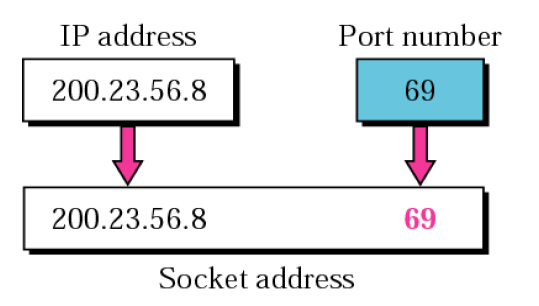 IP address Port number
200.23.56.8 69
200.23.56.8 69
Socket address